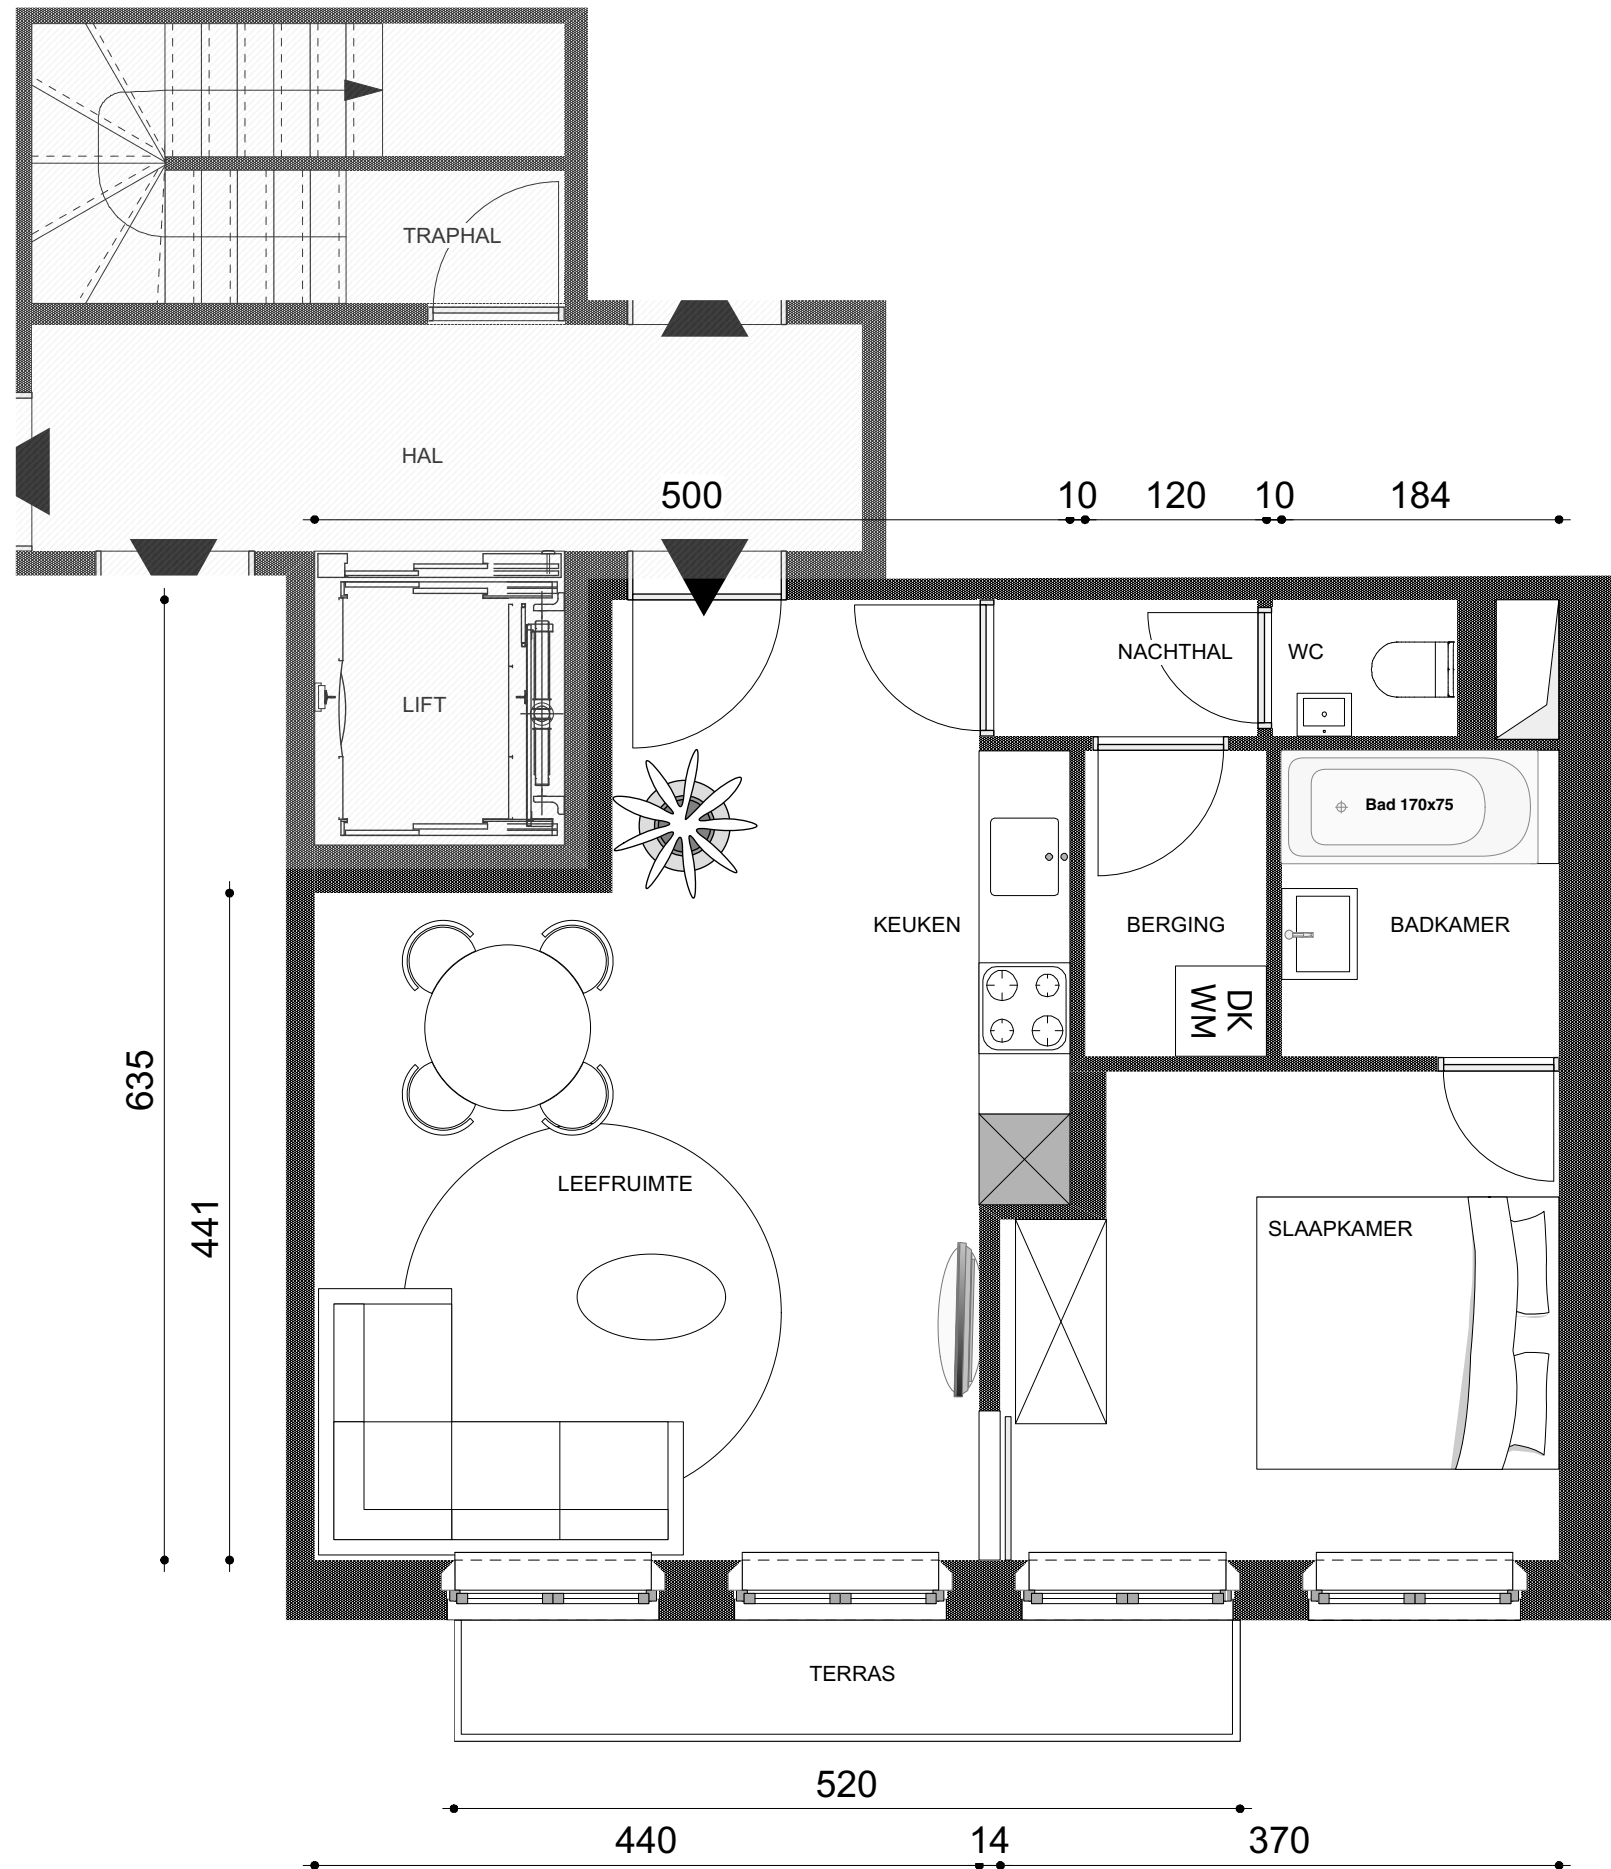 TRAPHAL
HAL
500
10
120
10
184
NACHTHAL
WC
LIFT
Bad 170x75
KEUKEN
BERGING
BADKAMER
DK
WM
635
441
LEEFRUIMTE
SLAAPKAMER
TERRAS
520
440
14
370